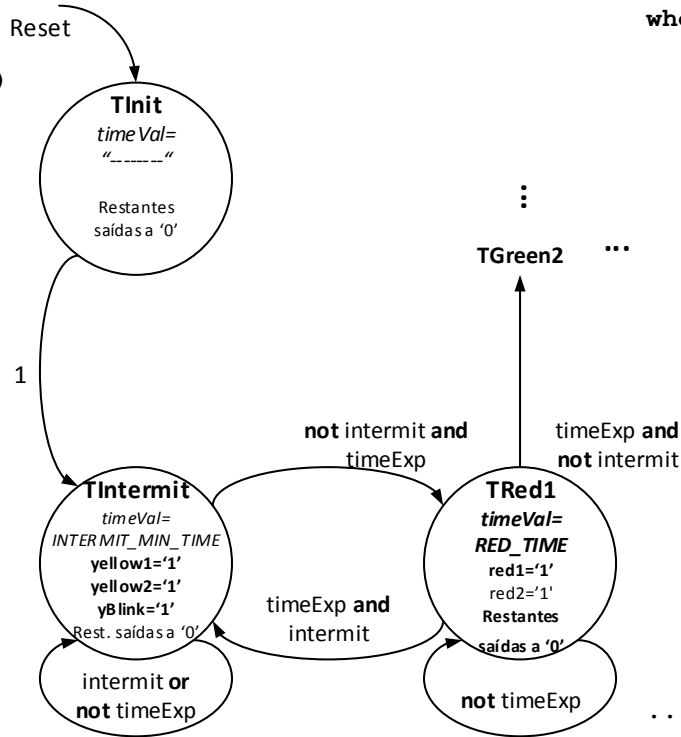 Reset
whe
)
TInit
timeVal=
“--------“
Restantes
saídas a ‘0’
⋮
TGreen2
...
1
not intermit and
timeExp
timeExp and
not intermit
TIntermit
timeVal=
INTERMIT_MIN_TIME
yellow1=‘1’
yellow2=‘1’
yBlink=‘1’
Rest. saídas a ‘0’
TRed1
timeVal=
RED_TIME
red1=‘1’
red2='1'
Restantes
saídas a ‘0’
timeExp and
intermit
intermit or
not timeExp
not timeExp
. .